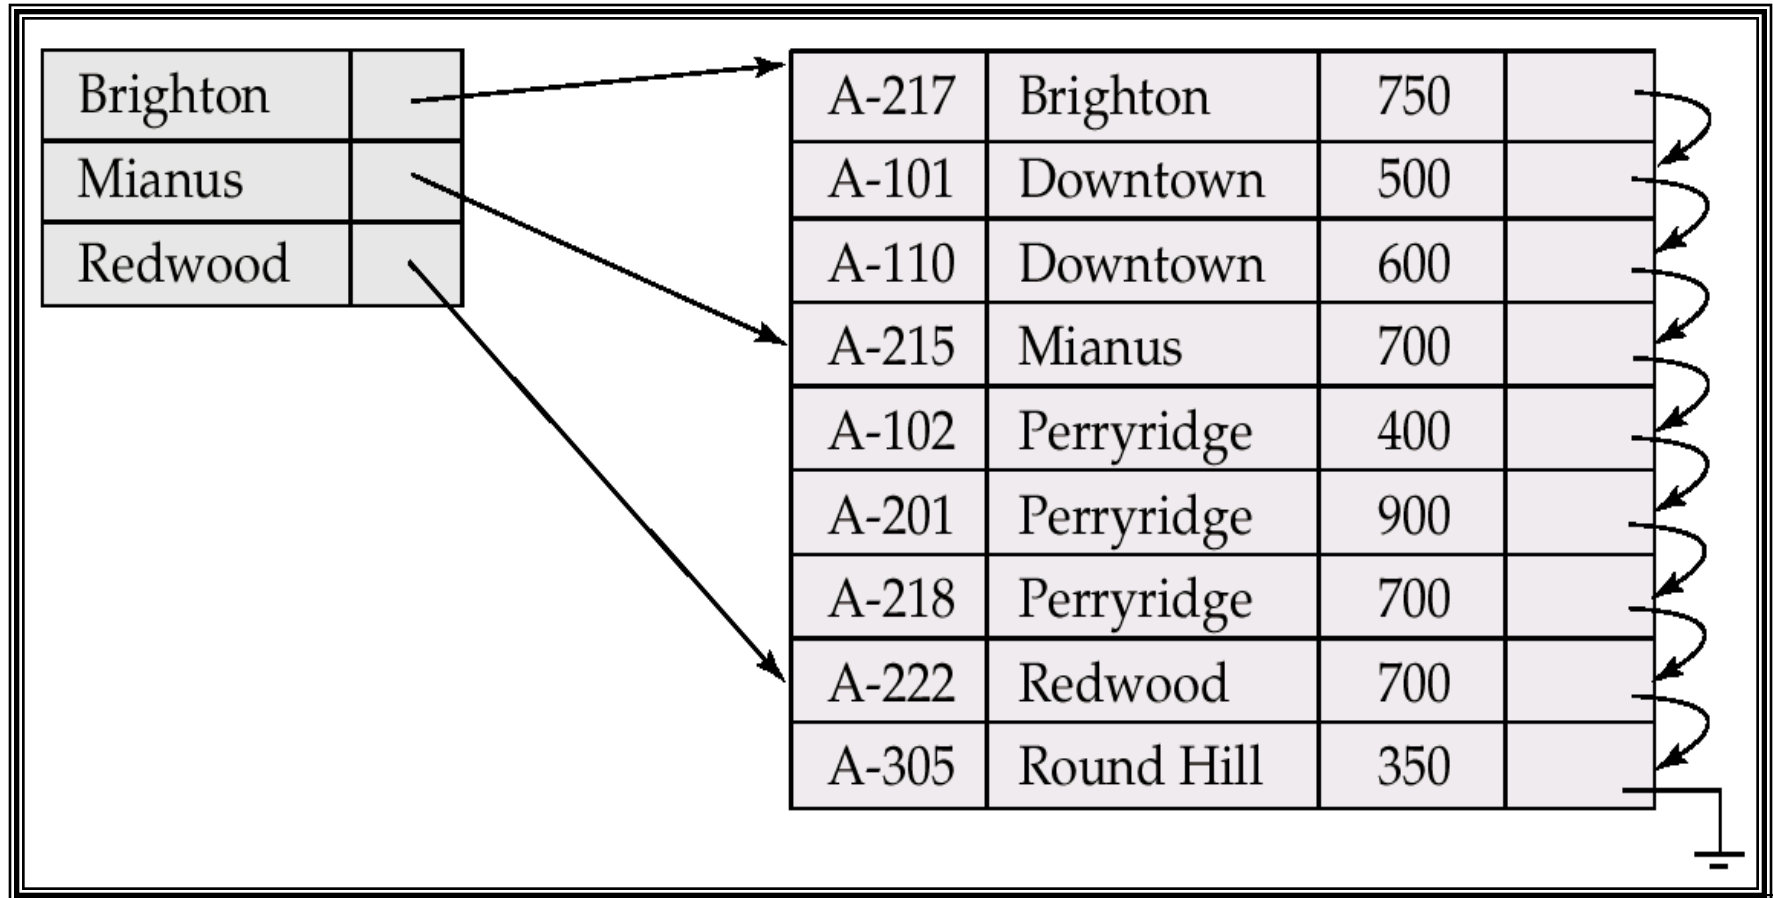 Brighton
Mianus
Redwood
A-217 Brighton 750
A-101 Downtown 500
A-110 Downtown 600
A-215 Mianus 700
A-102 Perryridge 400
A-201 Perryridge 900
A-218 Perryridge 700
A-222 Redwood 700
A-305 Round Hill 350